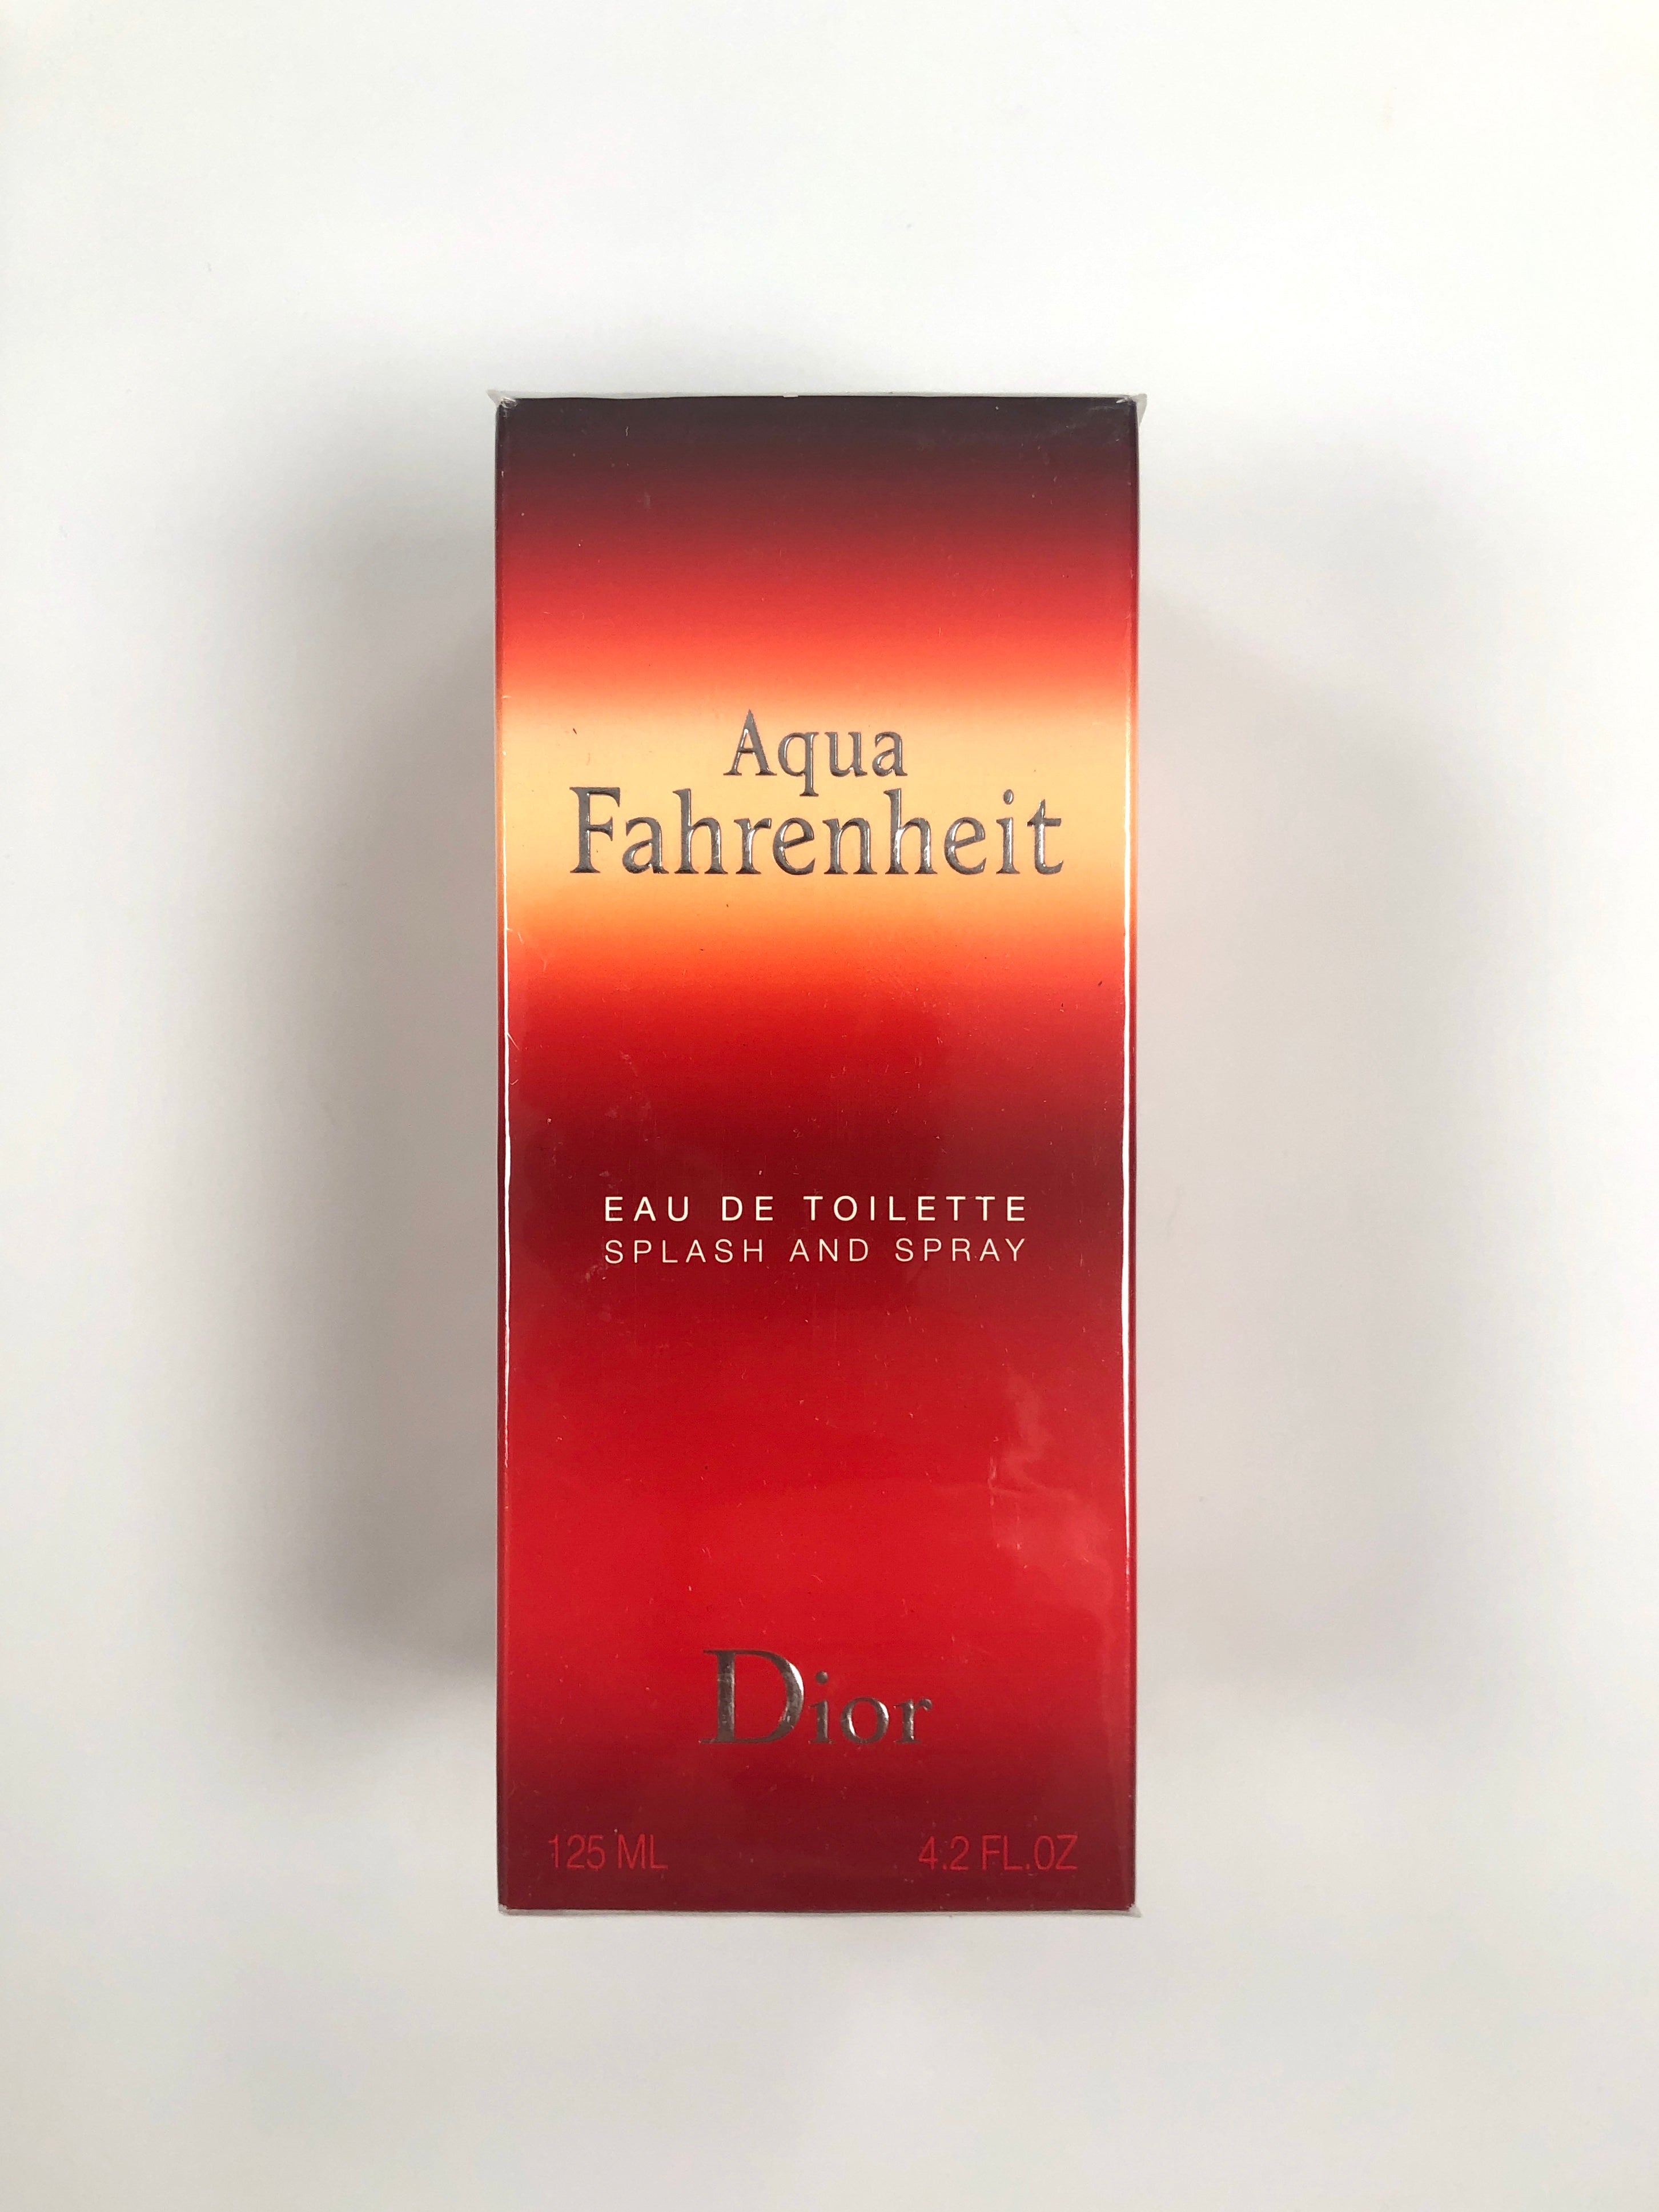 Aqua
Fahrenheit
EAU DE TOILETTE
SPLASH AND SPRAY
Dior
125 ML 4.2 FL.OZ